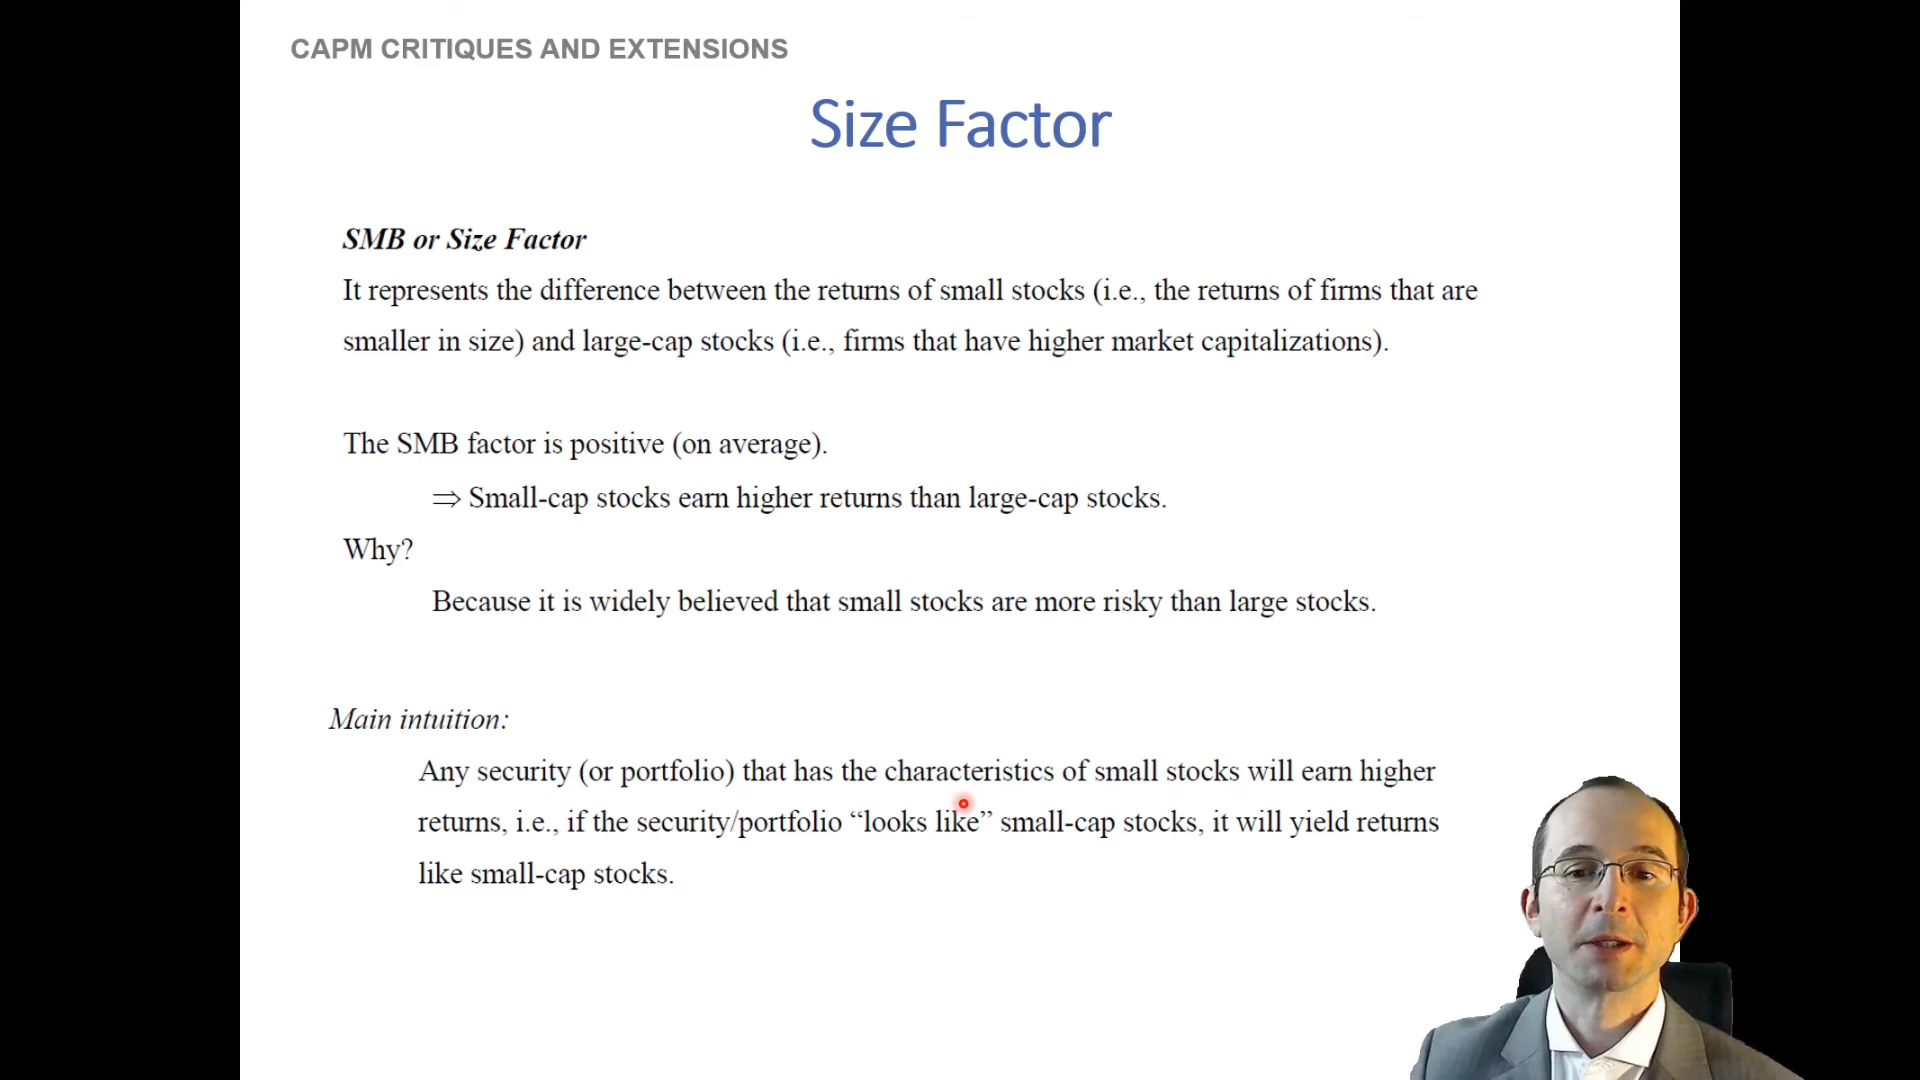 CAPM CRITIQUES AND EXTENSIONS
Size Factor
SMB or Size Factor
It represents the difference between the returns of small stocks (i.e., the returns of firms that are
smaller in size) and large-cap stocks (i.e., firms that have higher market capitalizations).
The SMB factor is positive (on average).
⇒ Small-cap stocks earn higher returns than large-cap stocks.
Why?
Because it is widely believed that small stocks are more risky than large stocks.
Main intuition:
Any security (or portfolio) that has the characteristics of small stocks will earn higher
returns, i.e., if the security/portfolio “looks like” small-cap stocks, it will yield returns
like small-cap stocks.